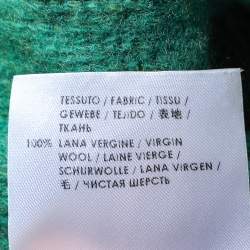 TESSUTO / FABRIC / TISSU /
GEWEBE / TEJIDO / 表地 /
ТКАНЬ
100% LANA VERGINE / VIRGIN
WOOL / LAINE VIERGE /
SCHURWOLLE / LANA VIRGEN /
毛 / ЧИСТАЯ ШЕРСТЬ